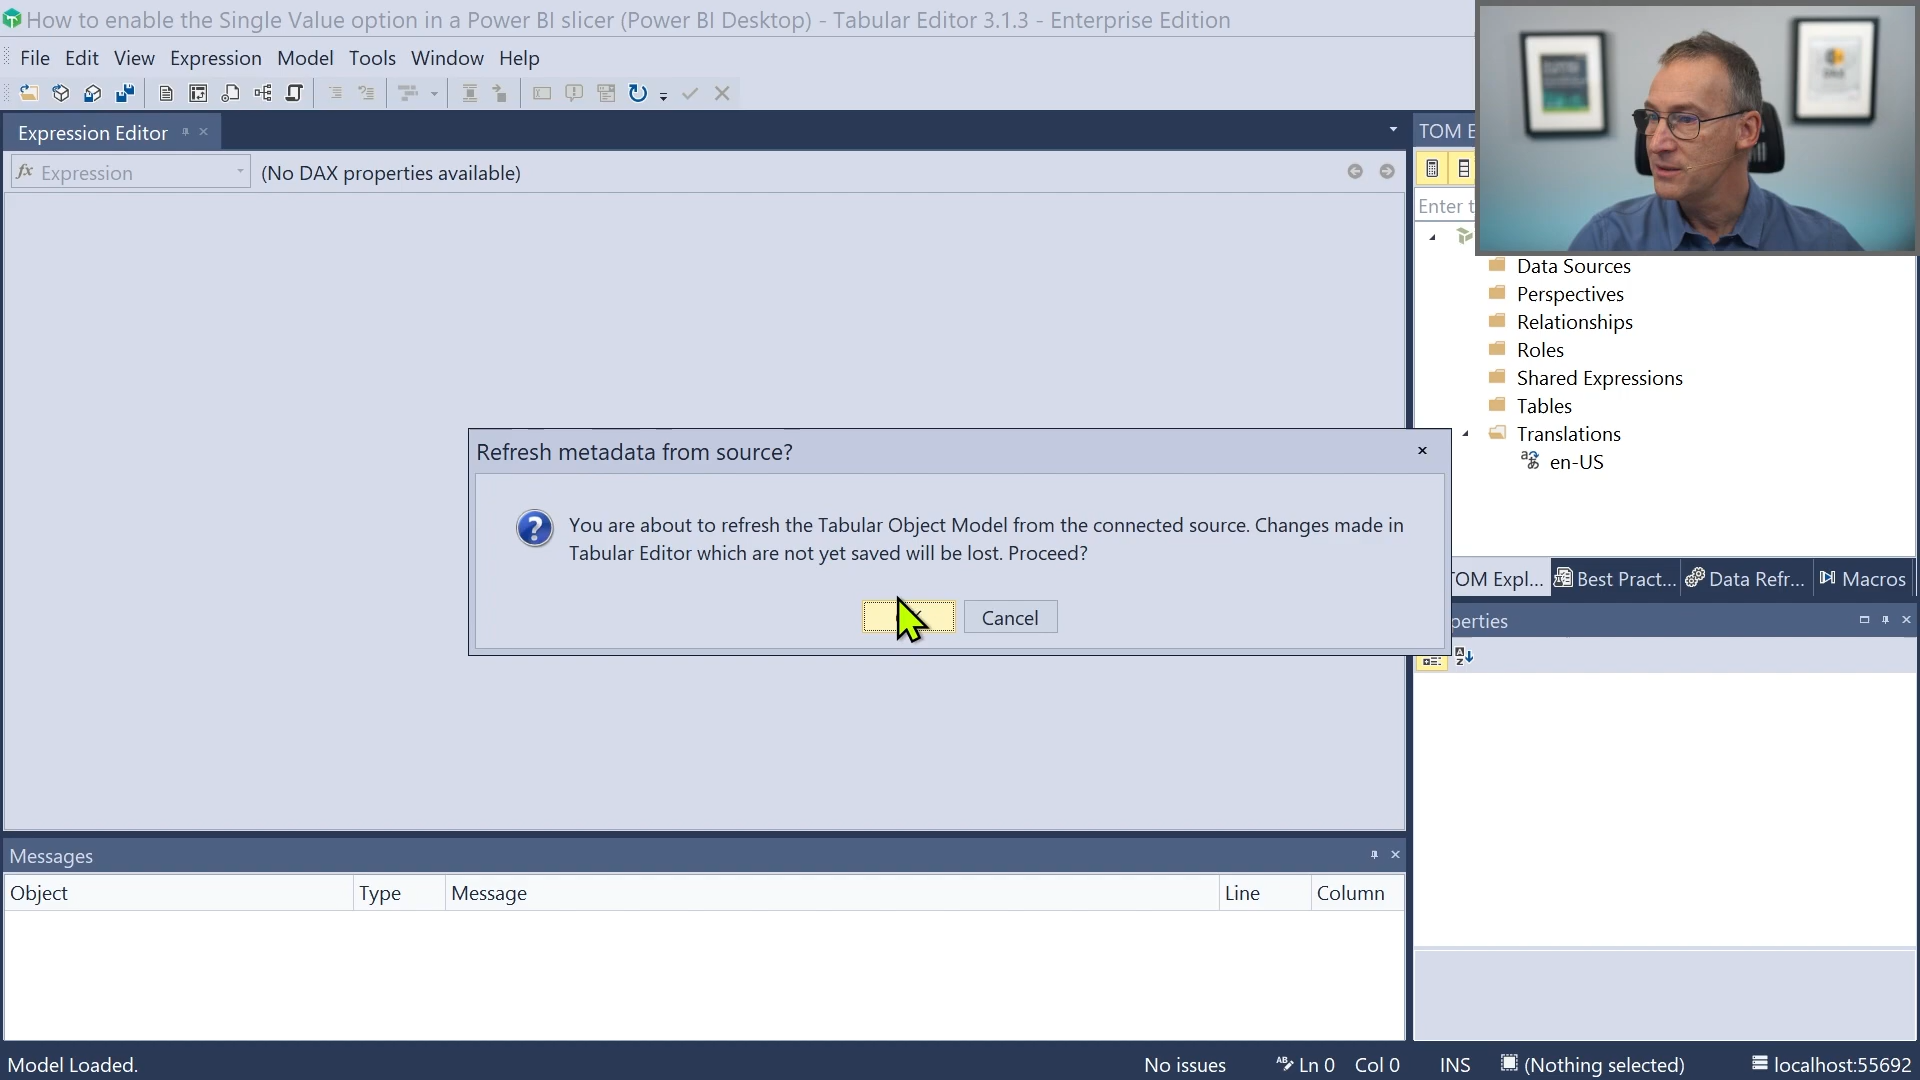 How to enable the Single Value option in a Power BI slicer (Power BI Desktop) - Tabular Editor 3.1.3 - Enterprise Edition
File Edit View Expression Model Tools Window Help
Expression Editor
TOM E
Expression
(No DAX properties available)
Enter t
Data Sources
Perspectives
Relationships
Roles
Shared Expressions
Tables
Translations
en-US
Refresh metadata from source?
You are about to refresh the Tabular Object Model from the connected source. Changes made in
Tabular Editor which are not yet saved will be lost. Proceed?
Cancel
TOM Expl...
Best Pract...
Data Refr...
Macros
perties
Messages
Object Type Message Line Column
Model Loaded.
No issues
Ln 0 Col 0 INS
(Nothing selected)
localhost:55692